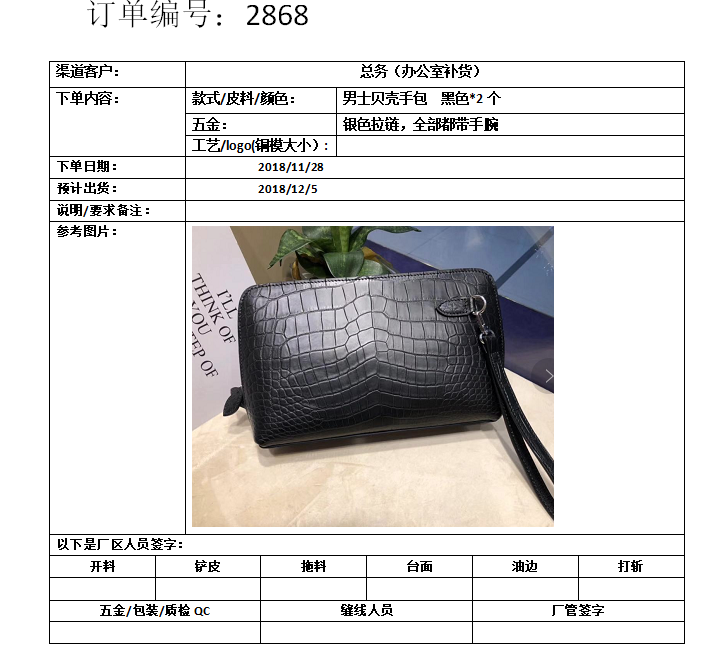 订单编号：2868
渠道客户： 总务（办公室补货）
下单内容： 款式/皮料/颜色： 男士贝壳手包 黑色*2 个
五金： 银色拉链，全部都带手腕
工艺/logo(铜模大小）：
下单日期： 2018/11/28
预计出货： 2018/12/5
说明/要求备注：
参考图片：
I'LL
THINK OF
YOU
STEP OF
以下是厂区人员签字：
开料 铲皮 拖料 台面 油边 打斩
五金/包装/质检 QC 缝线人员 厂管签字